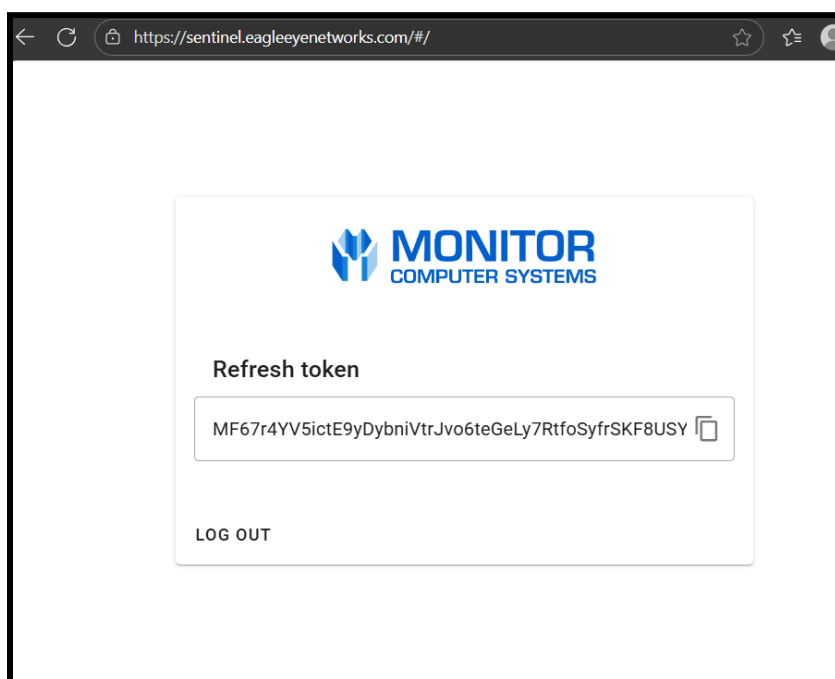 https://sentinel.eagleeyenetworks.com/#/
MONITOR
COMPUTER SYSTEMS
Refresh token
MF67r4YV5ictE9yDybniVtrJvo6teGeLy7RtfoSyfrSKF8USY
LOG OUT